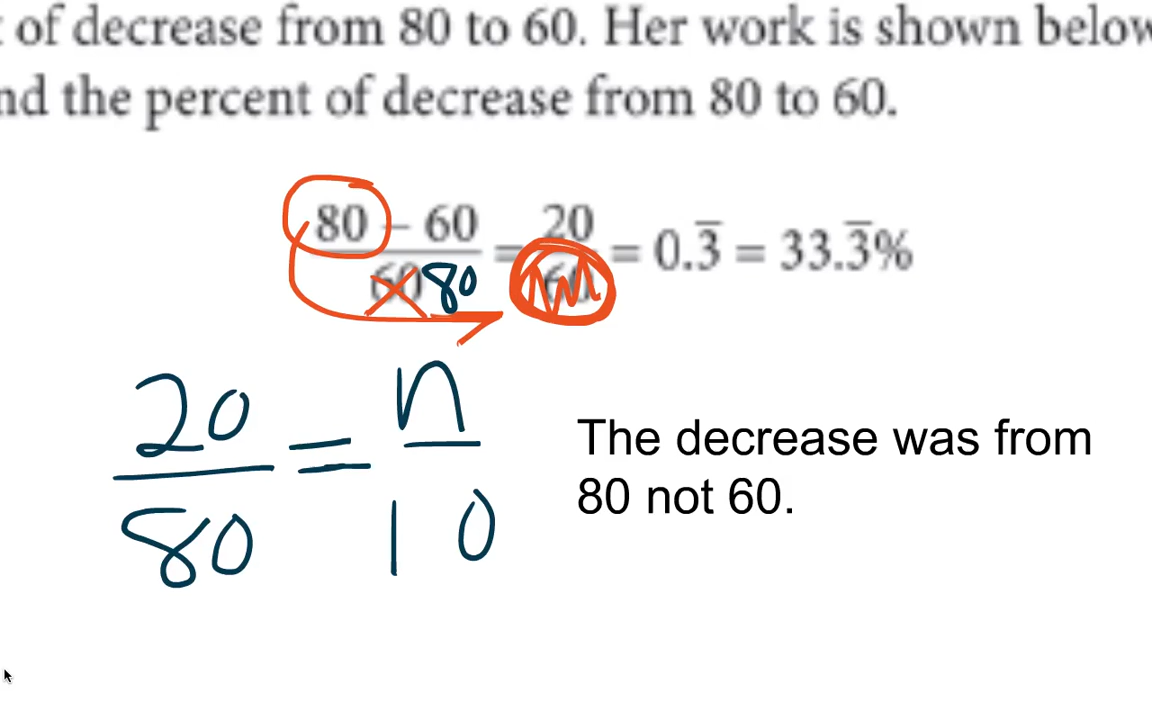 of decrease from 80 to 60. Her work is shown below
nd the percent of decrease from 80 to 60.
80 – 60 = 20 = 0.3̅ = 33.3̅%
60 80 60
20 = n
80 10
The decrease was from
80 not 60.